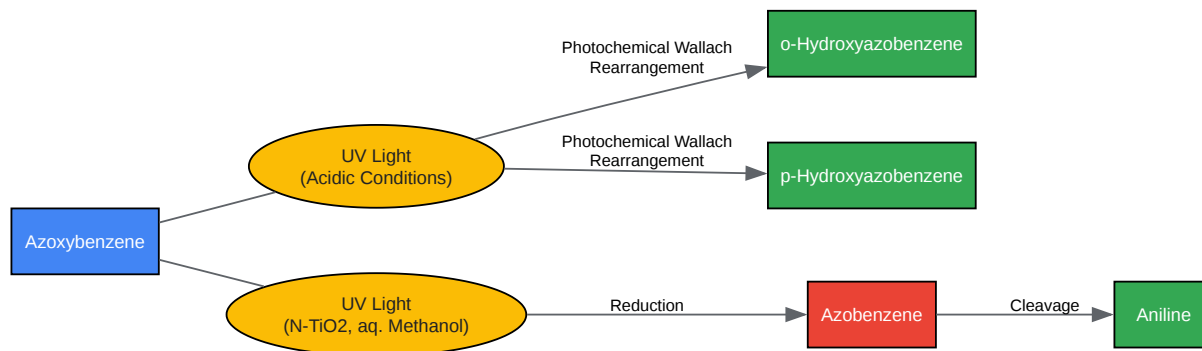 o-Hydroxyazobenzene
Photochemical Wallach
Rearrangement
UV Light
(Acidic Conditions)
Photochemical Wallach
Rearrangement
p-Hydroxyazobenzene
Azoxybenzene
UV Light
(N-TiO2, aq. Methanol)
Reduction
Azobenzene
Cleavage
Aniline